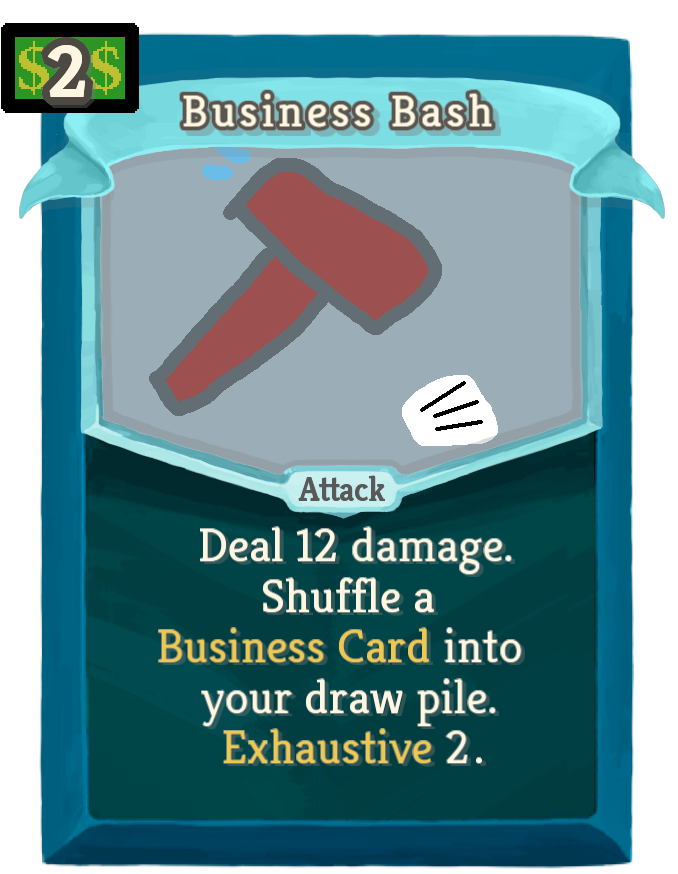 $2$
Business Bash
Attack
Deal 12 damage.
Shuffle a
Business Card into
your draw pile.
Exhaustive 2.